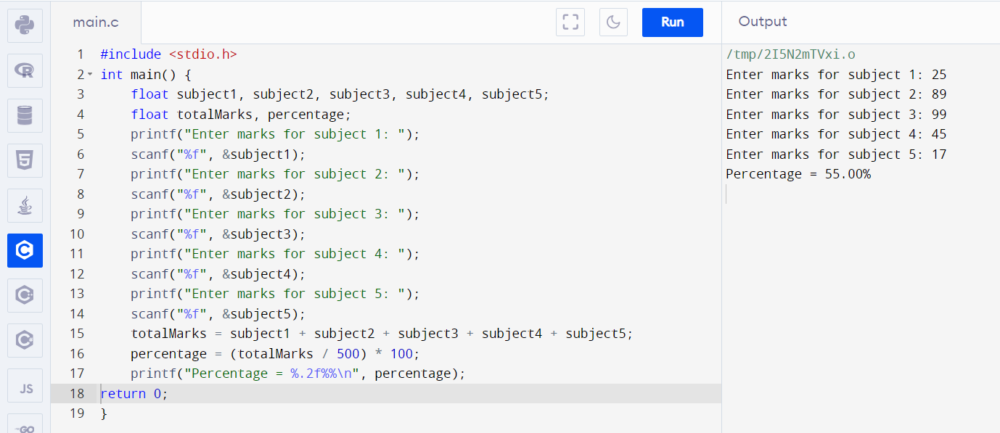 main.c
Run
Output
1 #include <stdio.h>
2 int main() {
3 float subject1, subject2, subject3, subject4, subject5;
4 float totalMarks, percentage;
5 printf("Enter marks for subject 1: ");
6 scanf("%f", &subject1);
7 printf("Enter marks for subject 2: ");
8 scanf("%f", &subject2);
9 printf("Enter marks for subject 3: ");
10 scanf("%f", &subject3);
11 printf("Enter marks for subject 4: ");
12 scanf("%f", &subject4);
13 printf("Enter marks for subject 5: ");
14 scanf("%f", &subject5);
15 totalMarks = subject1 + subject2 + subject3 + subject4 + subject5;
16 percentage = (totalMarks / 500) * 100;
17 printf("Percentage = %.2f%%\n", percentage);
18 return 0;
19 }
/tmp/2I5N2mTVxi.o
Enter marks for subject 1: 25
Enter marks for subject 2: 89
Enter marks for subject 3: 99
Enter marks for subject 4: 45
Enter marks for subject 5: 17
Percentage = 55.00%
R
5
C
C
C
JS
GO